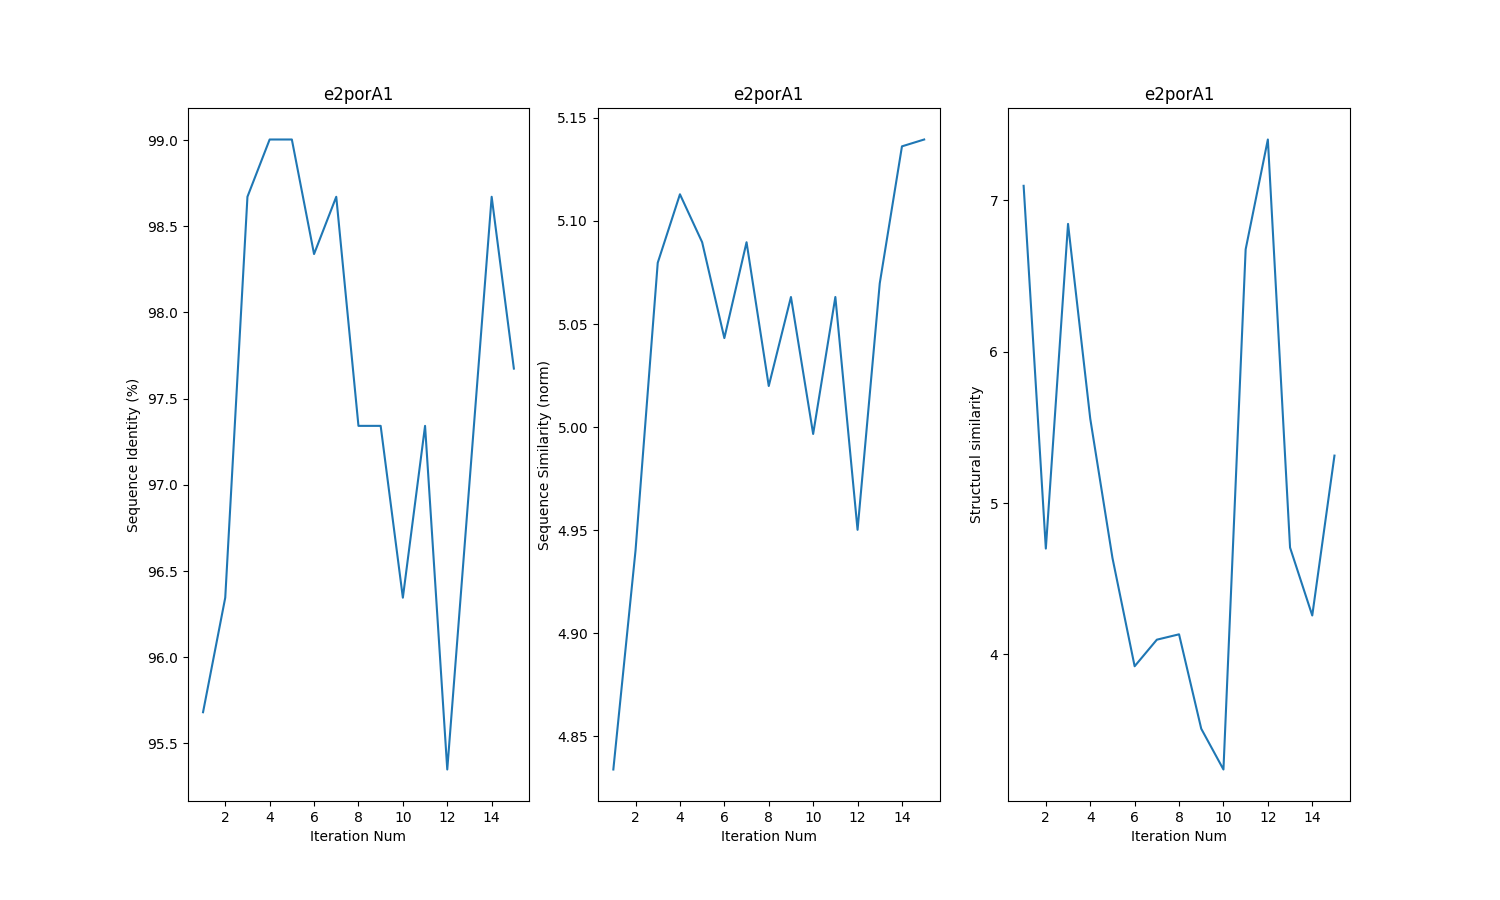 e2porA1
Sequence Identity (%)
99.0
98.5
98.0
97.5
97.0
96.5
96.0
95.5
2 4 6 8 10 12 14
Iteration Num
e2porA1
Sequence Similarity (norm)
5.15
5.10
5.05
5.00
4.95
4.90
4.85
2 4 6 8 10 12 14
Iteration Num
e2porA1
Structural similarity
7
6
5
4
2 4 6 8 10 12 14
Iteration Num